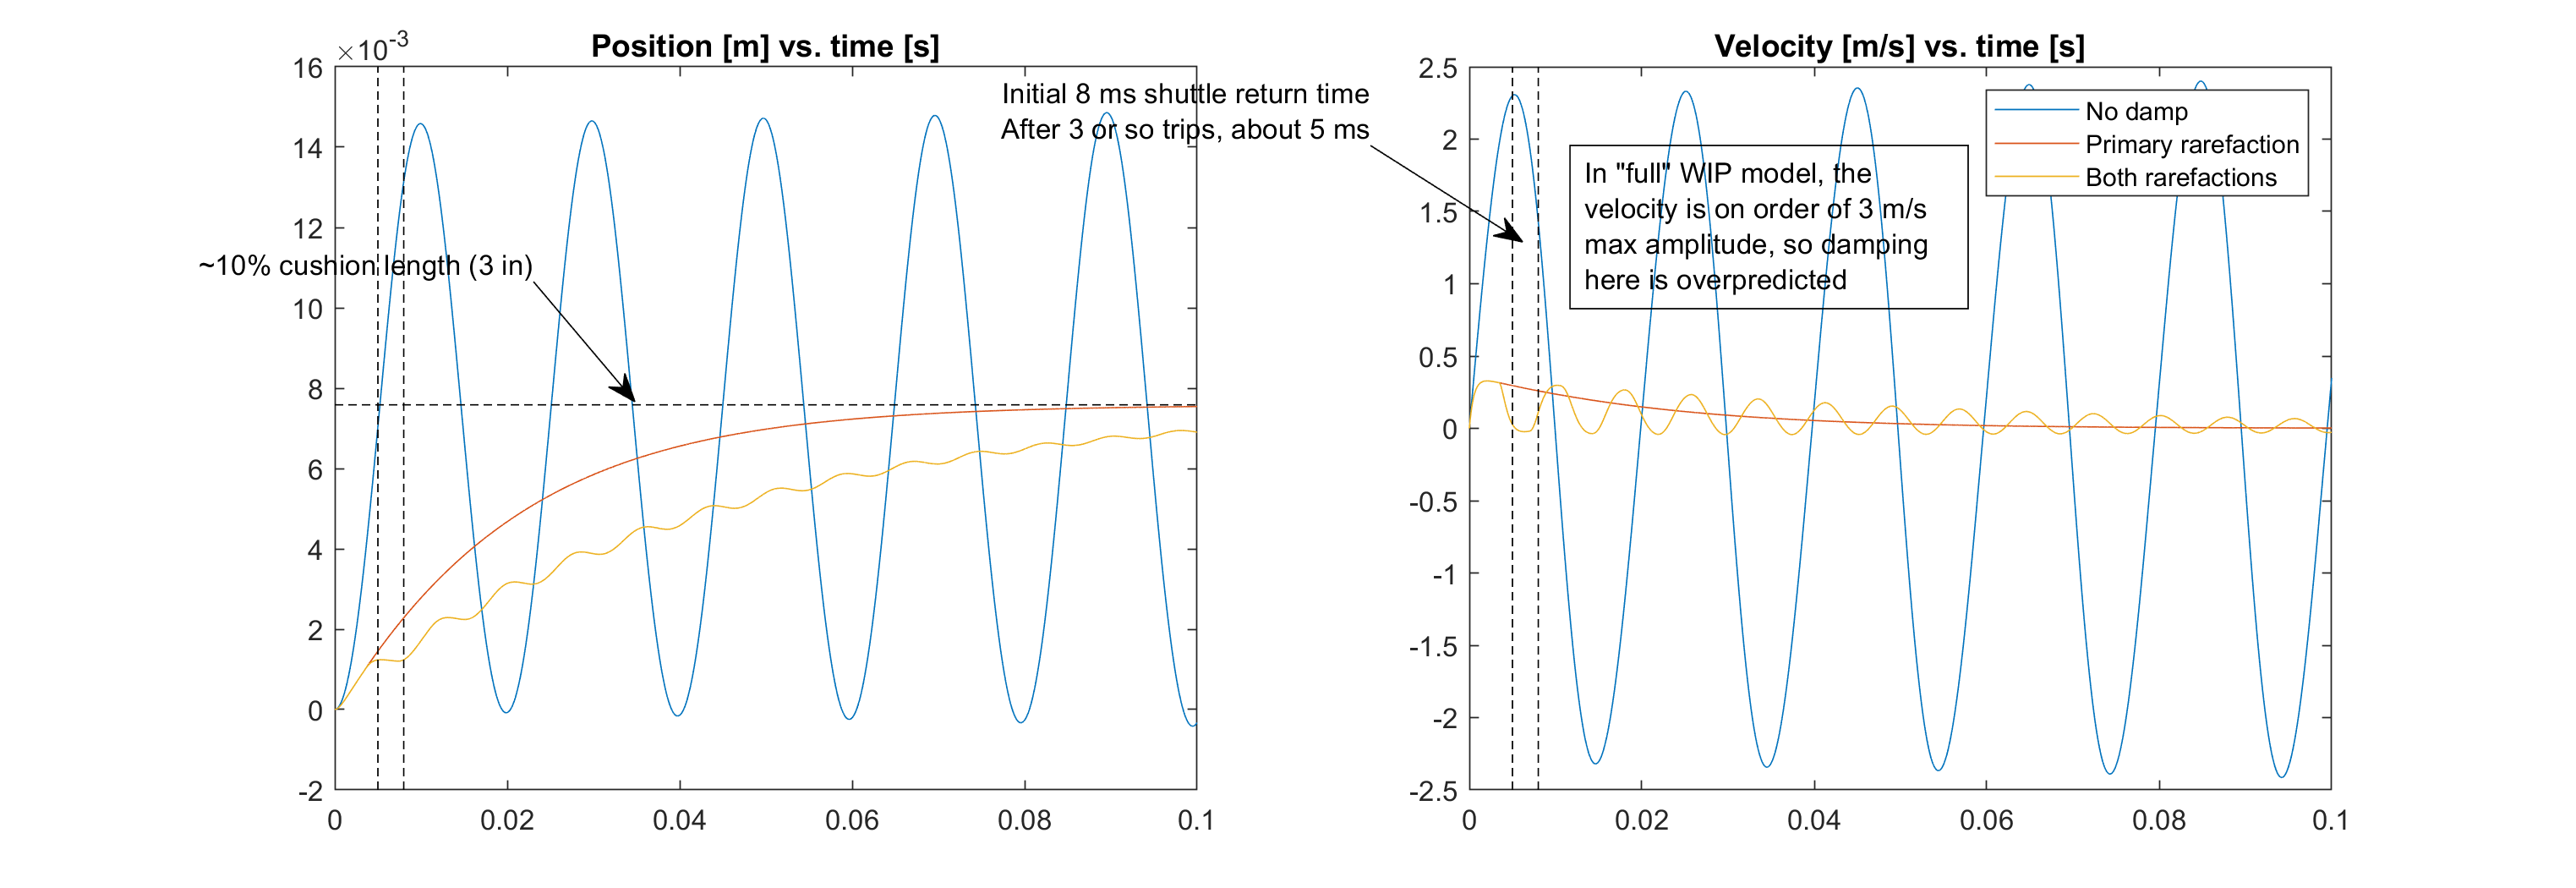 Position [m] vs. time [s]
×10⁻³
16
14
12
10
8
6
4
2
0
-2
0
0.02
0.04
0.06
0.08
0.1
~10% cushion length (3 in)
Initial 8 ms shuttle return time
After 3 or so trips, about 5 ms
Velocity [m/s] vs. time [s]
2.5
2
1.5
1
0.5
0
-0.5
-1
-1.5
-2
-2.5
0
0.02
0.04
0.06
0.08
0.1
In "full" WIP model, the
velocity is on order of 3 m/s
max amplitude, so damping
here is overpredicted
No damp
Primary rarefaction
Both rarefactions